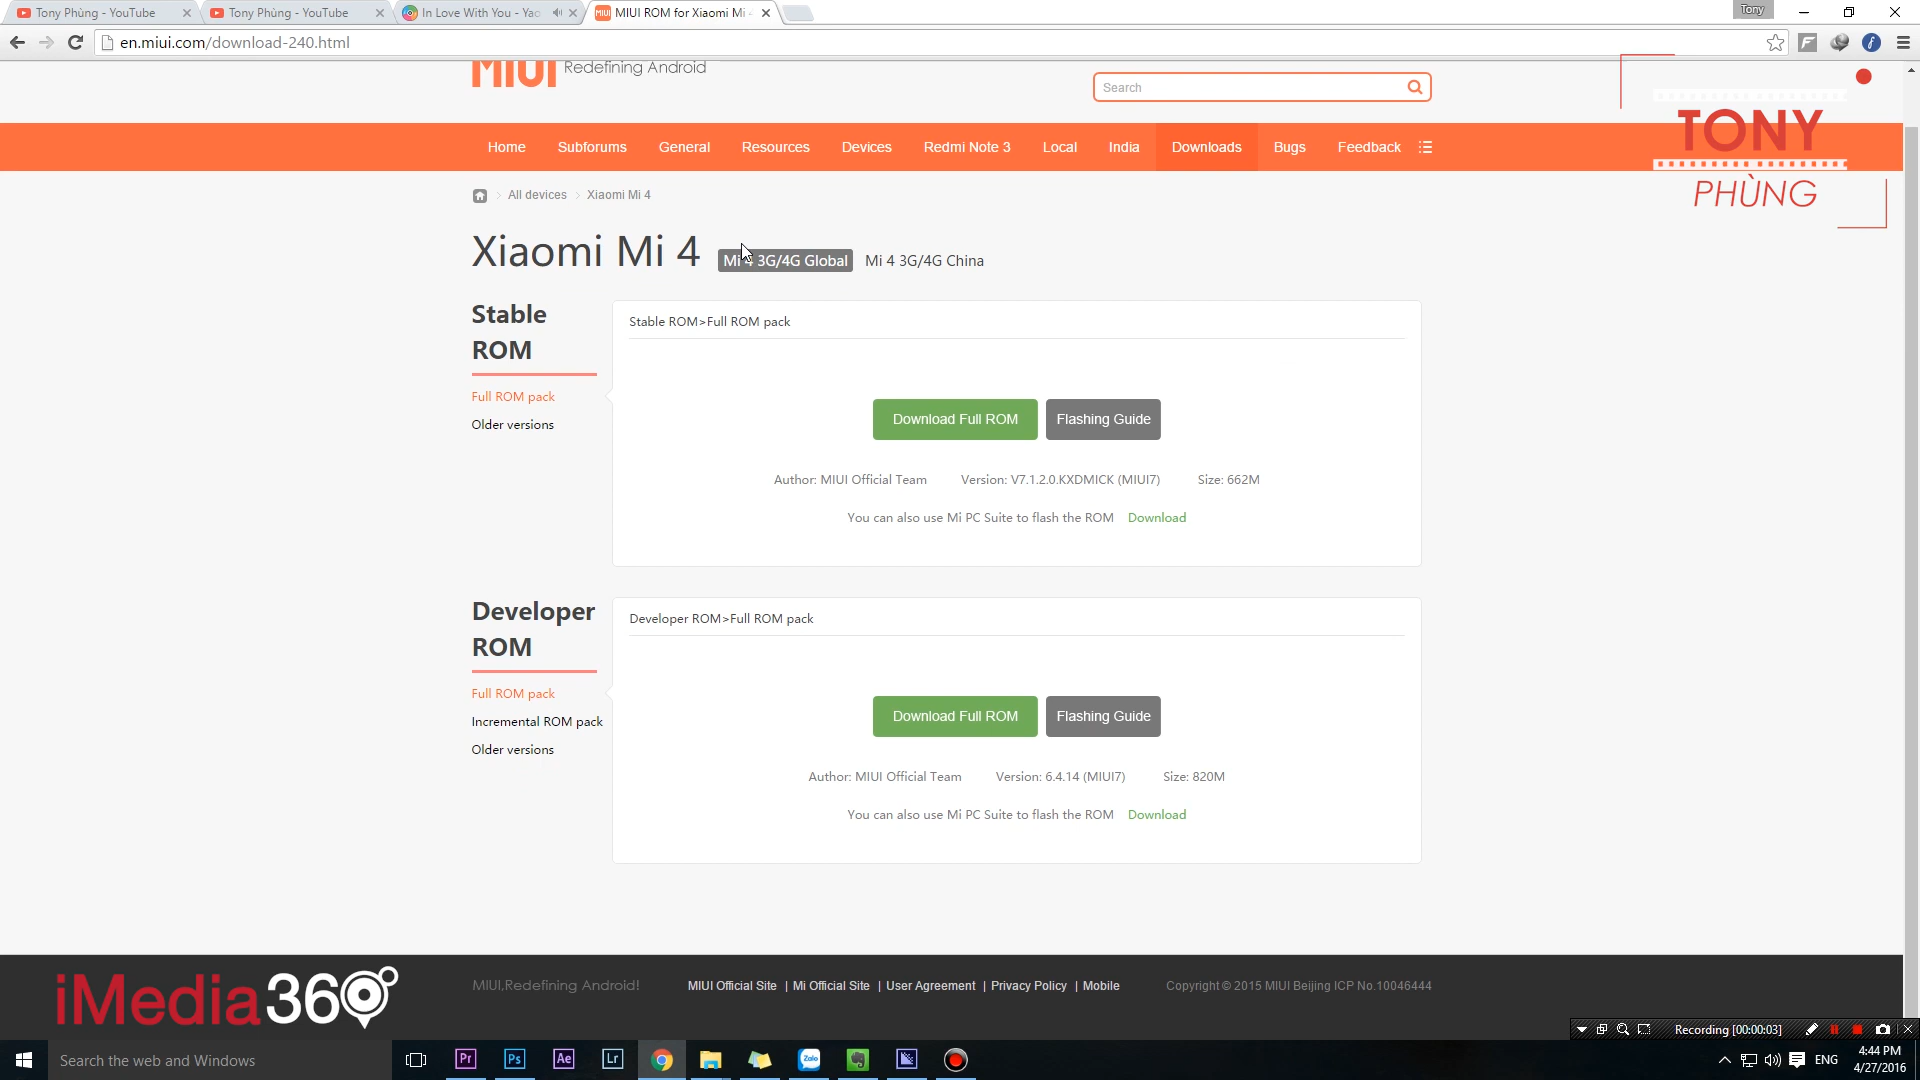 Tony Phùng - YouTube
Tony Phùng - YouTube
In Love With You - Yao
MIUI ROM for Xiaomi Mi
Tony
en.miui.com/download-240.html
MIUI Redefining Android
Search
TONY
PHÙNG
Home Subforums General Resources Devices Redmi Note 3 Local India Downloads Bugs Feedback
All devices Xiaomi Mi 4
Xiaomi Mi 4 Mi 4 3G/4G Global Mi 4 3G/4G China
Stable
ROM
Full ROM pack
Older versions
Stable ROM>Full ROM pack
Download Full ROM Flashing Guide
Author: MIUI Official Team Version: V7.1.2.0.KXDMICK (MIUI7) Size: 662M
You can also use Mi PC Suite to flash the ROM Download
Developer
ROM
Full ROM pack
Incremental ROM pack
Older versions
Developer ROM>Full ROM pack
Download Full ROM Flashing Guide
Author: MIUI Official Team Version: 6.4.14 (MIUI7) Size: 820M
You can also use Mi PC Suite to flash the ROM Download
iMedia360
MIUI,Redefining Android!
MIUI Official Site | Mi Official Site | User Agreement | Privacy Policy | Mobile
Copyright © 2015 MIUI Beijing ICP No.10046444
Recording [00:00:03]
Search the web and Windows
Pr
Ps
Ae
Lr
Zalo
ENG
4:44 PM
4/27/2016